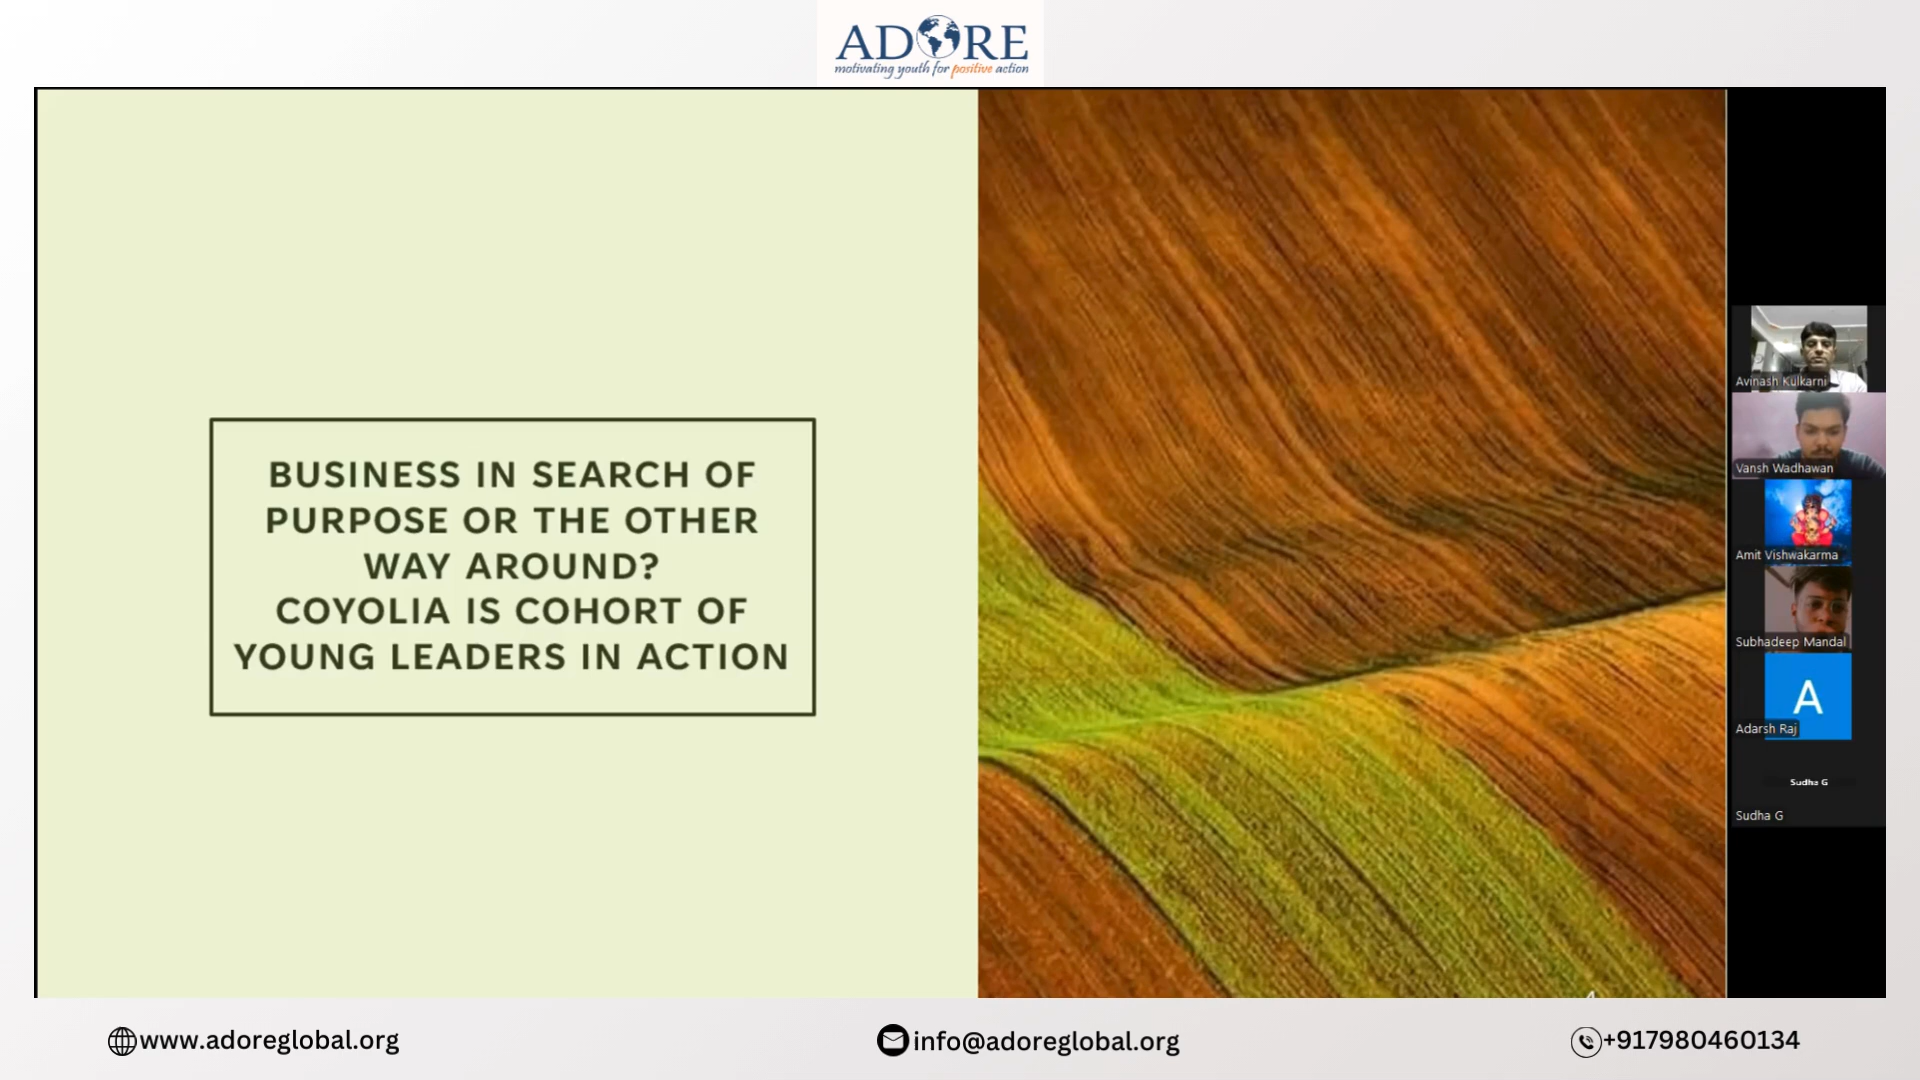 ADORE
motivating youth for positive action
BUSINESS IN SEARCH OF
PURPOSE OR THE OTHER
WAY AROUND?
COYOLIA IS COHORT OF
YOUNG LEADERS IN ACTION
Avinash Kulkarni
Vansh Wadhawan
Amit Vishwakarma
Subhadeep Mandal
A
Adarsh Raj
Sudha G
Sudha G
www.adoreglobal.org
info@adoreglobal.org
+917980460134